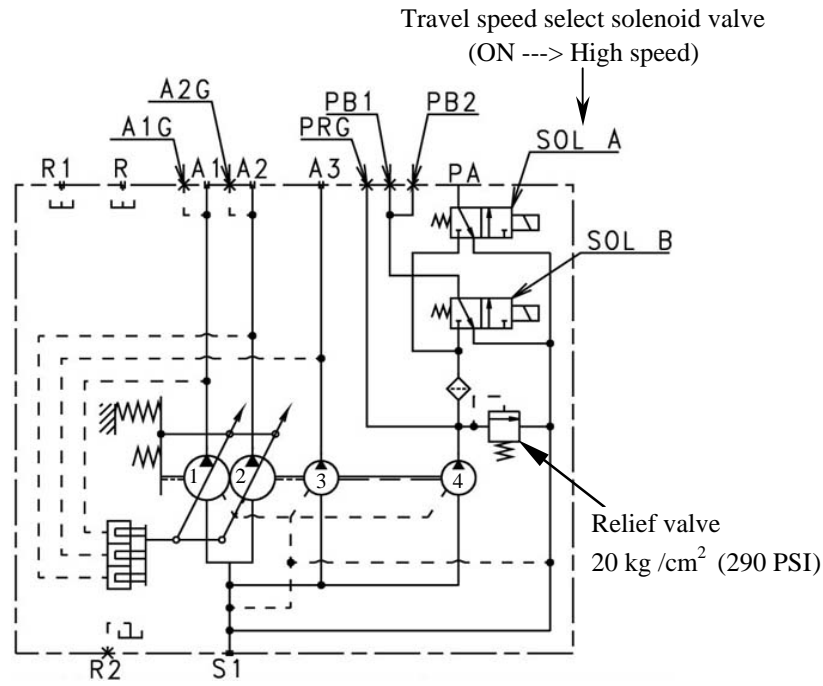 Travel speed select solenoid valve
(ON ---> High speed)
A2G
A1G
PB1
PB2
PRG
SOL A
R1
R
A1
A2
A3
PA
SOL B
1
2
3
4
Relief valve
20 kg /cm² (290 PSI)
R2
S1